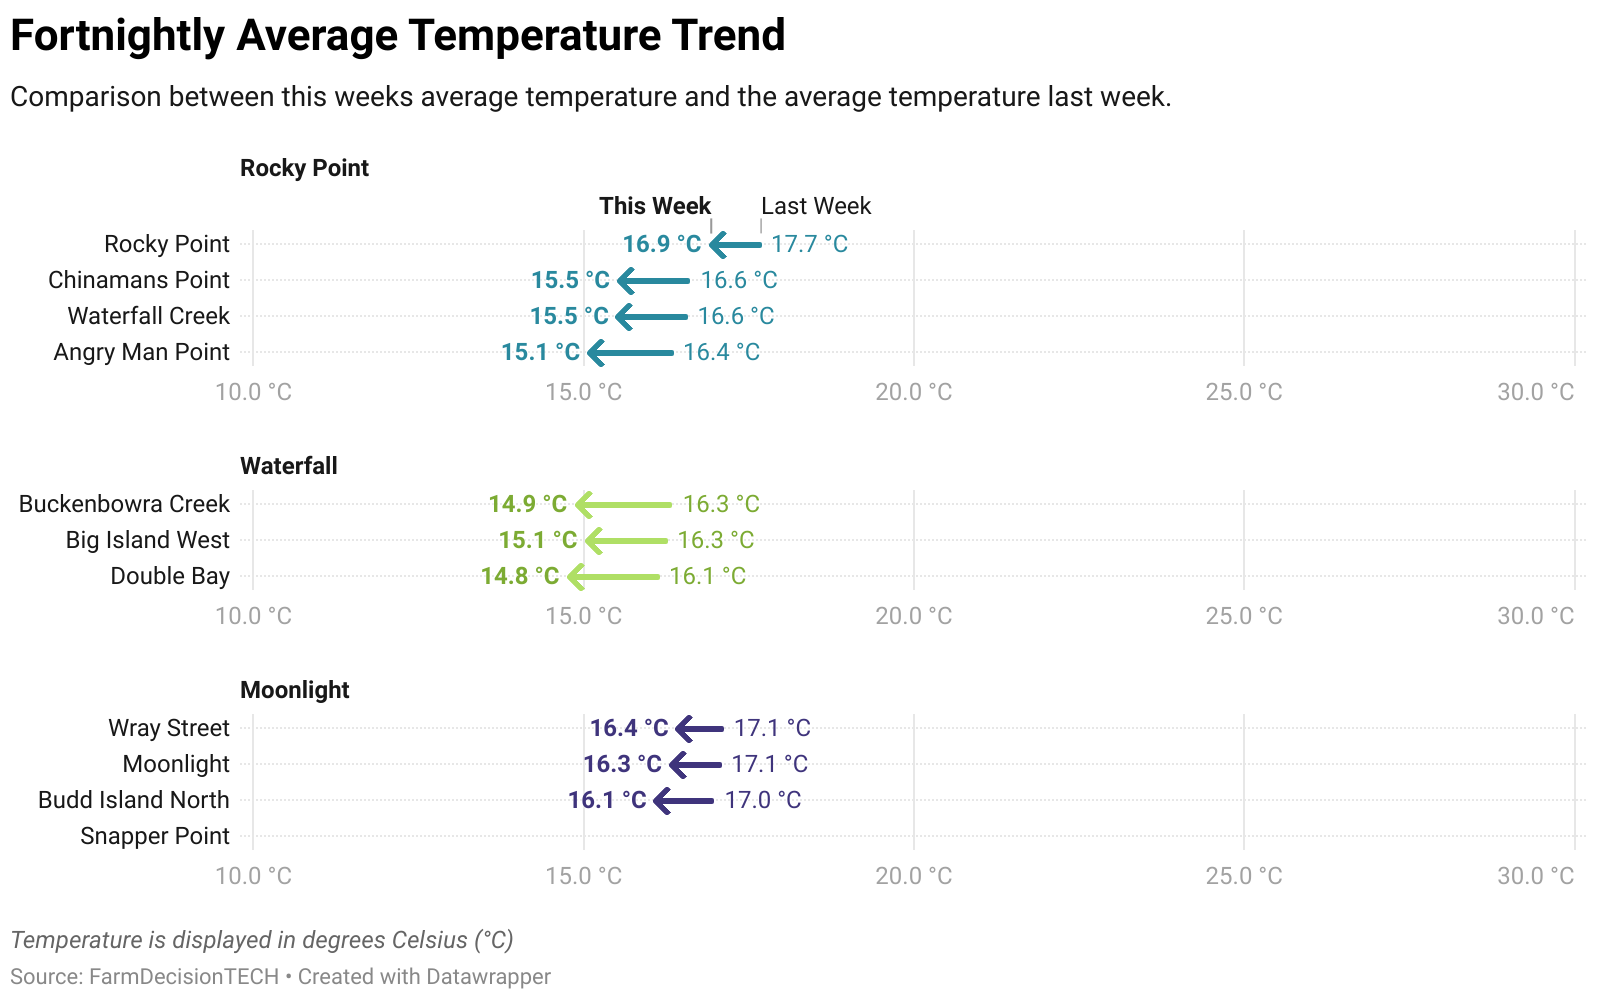 Fortnightly Average Temperature Trend
Comparison between this weeks average temperature and the average temperature last week.
Rocky Point
This Week Last Week
Rocky Point 16.9 °C 17.7 °C
Chinamans Point 15.5 °C 16.6 °C
Waterfall Creek 15.5 °C 16.6 °C
Angry Man Point 15.1 °C 16.4 °C
10.0 °C 15.0 °C 20.0 °C 25.0 °C 30.0 °C
Waterfall
Buckenbowra Creek 14.9 °C 16.3 °C
Big Island West 15.1 °C 16.3 °C
Double Bay 14.8 °C 16.1 °C
10.0 °C 15.0 °C 20.0 °C 25.0 °C 30.0 °C
Moonlight
Wray Street 16.4 °C 17.1 °C
Moonlight 16.3 °C 17.1 °C
Budd Island North 16.1 °C 17.0 °C
Snapper Point
10.0 °C 15.0 °C 20.0 °C 25.0 °C 30.0 °C
Temperature is displayed in degrees Celsius (°C)
Source: FarmDecisionTECH • Created with Datawrapper